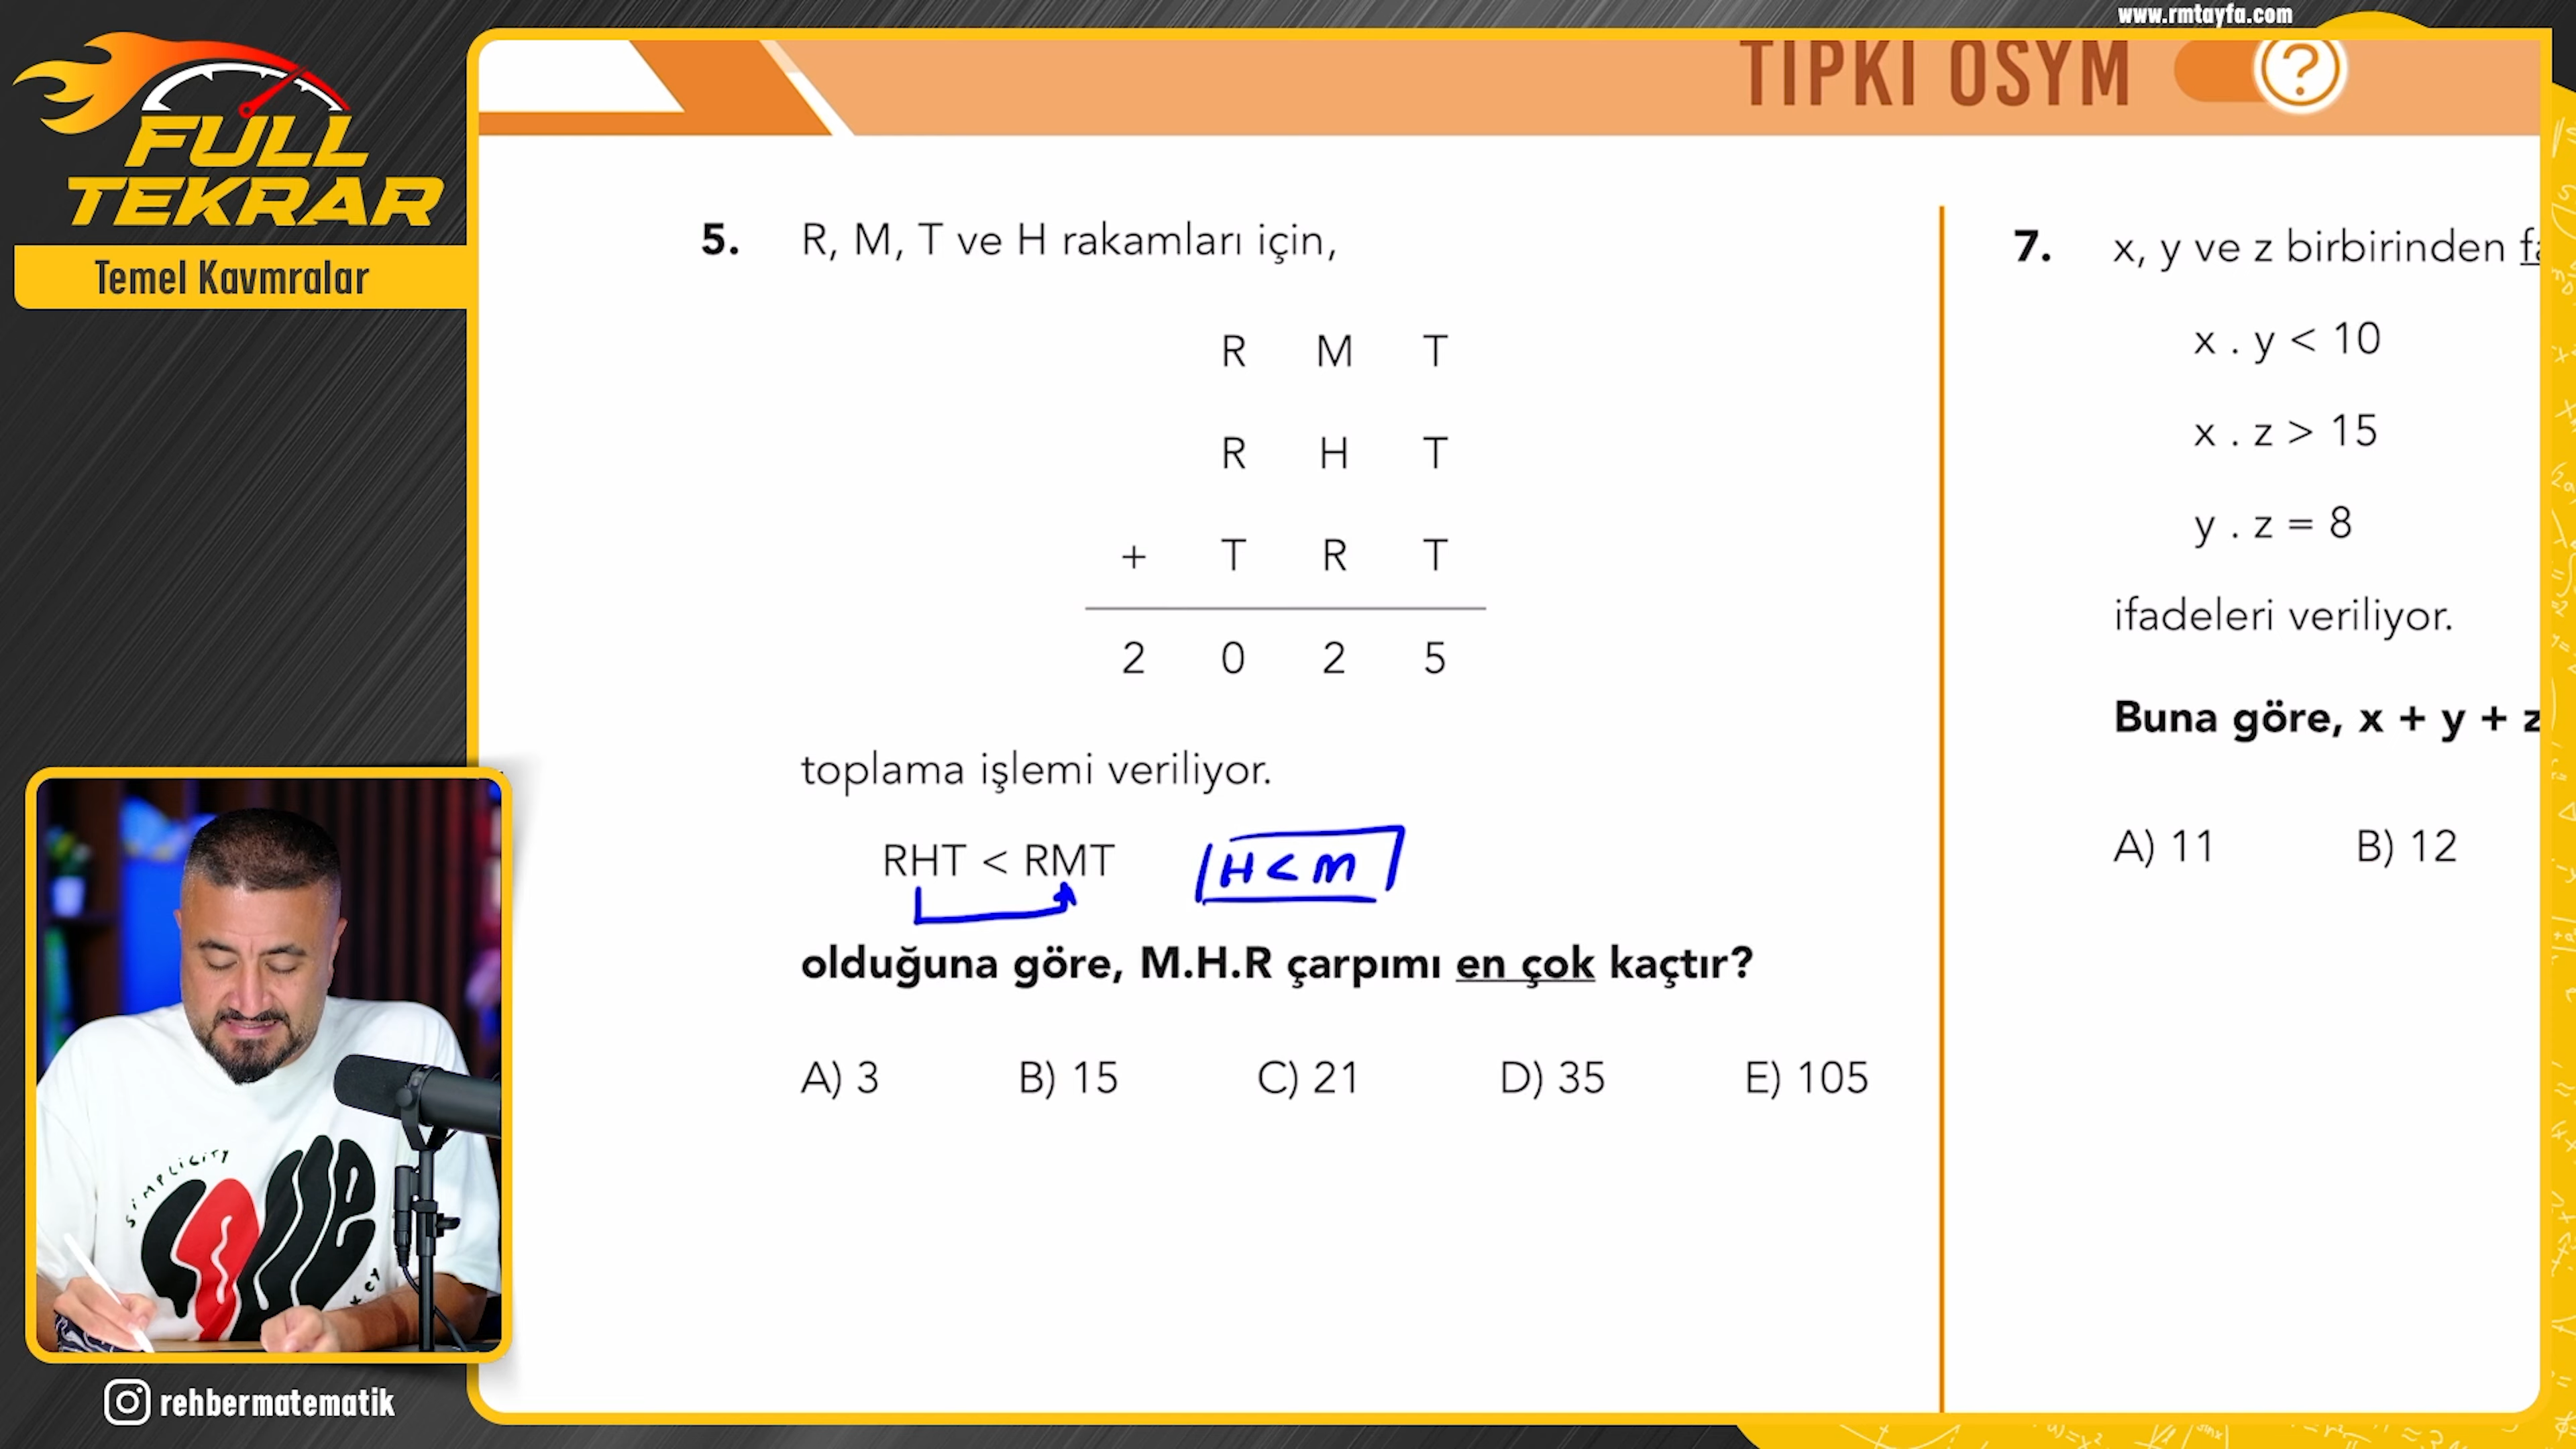 www.rmtayfa.com
TIPKI ÖSYM
FULL
TEKRAR
Temel Kavmralar
5. R, M, T ve H rakamları için,
R M T
R H T
+ T R T
2 0 2 5
toplama işlemi veriliyor.
RHT < RMT
H < M
olduğuna göre, M.H.R çarpımı en çok kaçtır?
A) 3 B) 15 C) 21 D) 35 E) 105
7. x, y ve z birbirinden
x . y < 10
x . z > 15
y . z = 8
ifadeleri veriliyor.
Buna göre, x + y + z
A) 11 B) 12
simplicity
rehbermatematik